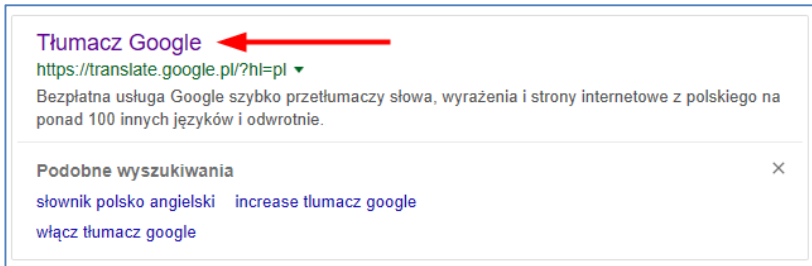 Tłumacz Google
https://translate.google.pl/?hl=pl
Bezpłatna usługa Google szybko przetłumaczy słowa, wyrażenia i strony internetowe z polskiego na
ponad 100 innych języków i odwrotnie.
Podobne wyszukiwania
słownik polsko angielski increase tlumacz google
włącz tłumacz google